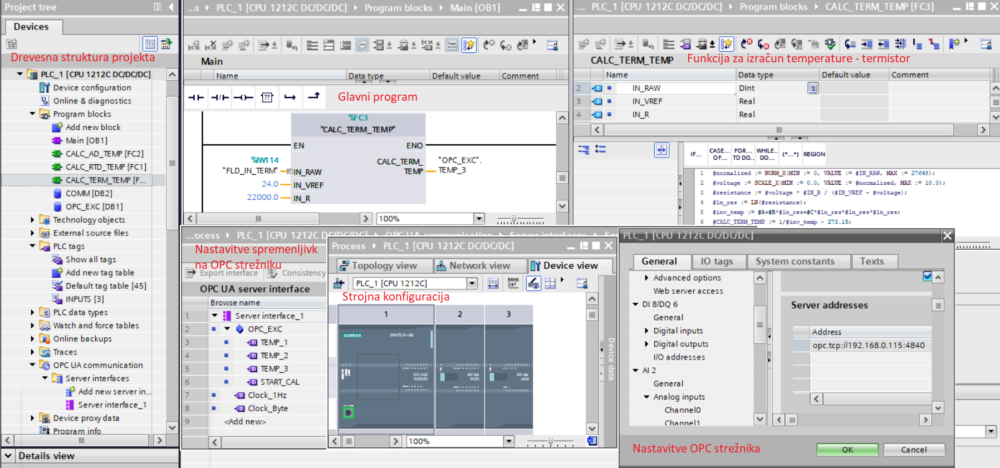 Project tree
Devices
Drevesna struktura projekta
PLC_1 [CPU 1212C DC/DC/DC]
Device configuration
Online & diagnostics
Program blocks
Add new block
Main [OB1]
CALC_AD_TEMP [FC2]
CALC_RTD_TEMP [FC1]
CALC_TERM_TEMP [F...
COMM [DB2]
OPC_EXC [DB1]
Technology objects
External source files
PLC tags
Show all tags
Add new tag table
Default tag table [45]
INPUTS [3]
PLC data types
Watch and force tables
Online backups
Traces
OPC UA communication
Server interfaces
Add new server in...
Server interface_1
Device proxy data
Program info
Details view
...s PLC_1 [CPU 1212C DC/DC/DC] Program blocks Main [OB1]
Main
Name Data type Default value Comment
Glavni program
%FC3
"CALC_TERM_TEMP"
EN ENO
%IW114
"FLD_IN_TERM" IN_RAW
24.0 IN_VREF
22000.0 IN_R
CALC_TERM_
TEMP
"OPC_EXC".
TEMP_3
100%
... PLC_1 [CPU 1212C DC/DC/DC] Program blocks CALC_TERM_TEMP [FC3]
CALC_TERM_TEMP Funkcija za izračun temperature - termistor
Name Data type Default value Comment
2 IN_RAW DInt
3 IN_VREF Real
4 IN_R Real
IF... CASE... OF... FOR... TO DO... WHILE... DO... (*...*) REGION
1 #normalised := NORM_X(MIN := 0, VALUE := #IN_RAW, MAX := 27648);
2 #voltage := SCALE_X(MIN := 0.0, VALUE := #normalised, MAX := 10.0);
3 #resistance := #voltage * #IN_R / (#IN_VREF - #voltage);
4 #ln_res := LN(#resistance);
5 #inv_temp := #A+#B*#ln_res+#C*#ln_res*#ln_res*#ln_res;
6 #CALC_TERM_TEMP := 1/#inv_temp - 273.15;
...ocess PLC_1 [CPU 1212C DC/DC/DC] OPC UA communication Server interfaces
Nastavitve spremenljivk
na OPC strežniku
Export interface Consistency
OPC UA server interface
Browse name
1 Server interface_1
2 OPC_EXC
3 TEMP_1
4 TEMP_2
5 TEMP_3
6 START_CAL
7 Clock_1Hz
8 Clock_Byte
9 <Add new>
Process PLC_1 [CPU 1212C DC/DC/DC]
Topology view Network view Device view
PLC_1 [CPU 1212C]
Strojna konfiguracija
1 2 3
SIEMENS
Device data
100%
PLC_1 [CPU 1212C DC/DC/DC]
General IO tags System constants Texts
Advanced options
Web server access
DI 8/DQ 6
General
Digital inputs
Digital outputs
I/O addresses
AI 2
General
Analog inputs
Channel0
Channel1
Server addresses
Address
opc.tcp://192.168.0.115:4840
Nastavitve OPC strežnika
OK Cancel